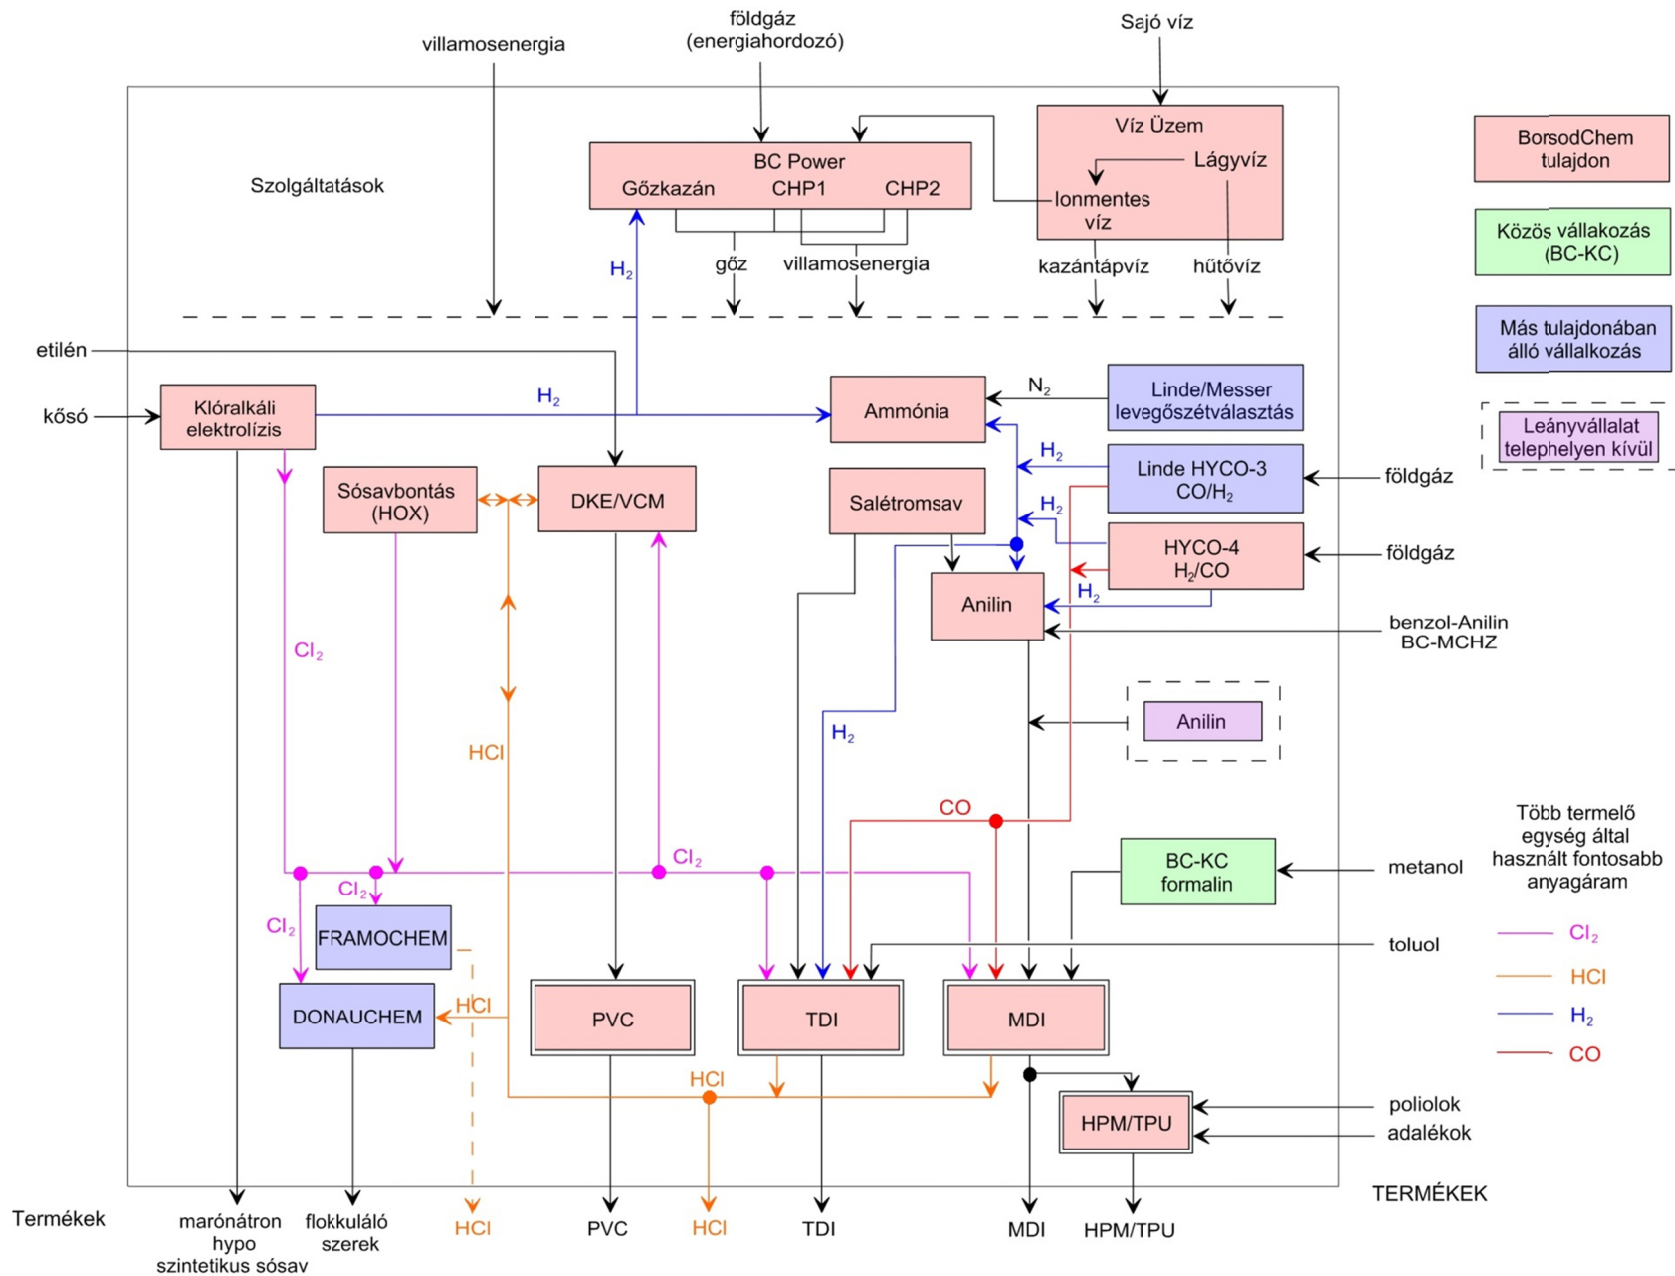 villamosenergia
földgáz
(energiahordozó)
Sajó víz
Szolgáltatások
BC Power
Gőzkazán CHP1 CHP2
Víz Üzem
Lágyvíz
Ionmentes
víz
H₂
gőz
villamosenergia
kazántápvíz
hűtővíz
BorsodChem
tulajdon
Közös vállakozás
(BC-KC)
Más tulajdonában
álló vállalkozás
Leányvállalat
telephelyen kívül
etilén
kősó
Klóralkáli
elektrolízis
H₂
Ammónia
N₂
Linde/Messer
levegőszétválasztás
Sósavbontás
(HOX)
DKE/VCM
Salétromsav
H₂
Linde HYCO-3
CO/H₂
földgáz
H₂
HYCO-4
H₂/CO
földgáz
Anilin
H₂
benzol-Anilin
BC-MCHZ
Cl₂
HCl
H₂
Anilin
CO
Cl₂
BC-KC
formalin
metanol
Cl₂
Cl₂
FRAMOCHEM
toluol
DONAUCHEM
HCl
PVC
TDI
MDI
HCl
HPM/TPU
poliolok
adalékok
Több termelő
egység által
használt fontosabb
anyagáram
Cl₂
HCl
H₂
CO
TERMÉKEK
Termékek
marónátron
hypo
szintetikus sósav
flokkuláló
szerek
HCl
PVC
HCl
TDI
MDI
HPM/TPU